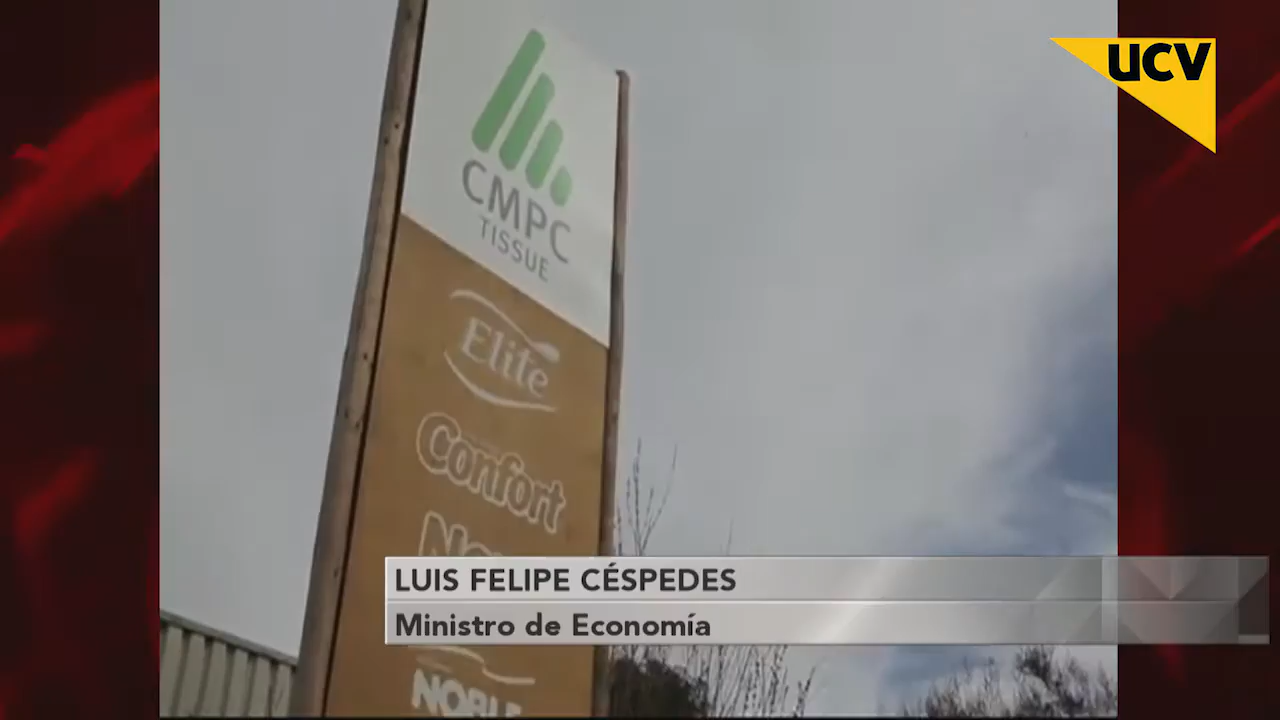 UCV
CMPC
TISSUE
Elite
Confort
LUIS FELIPE CÉSPEDES
Ministro de Economía